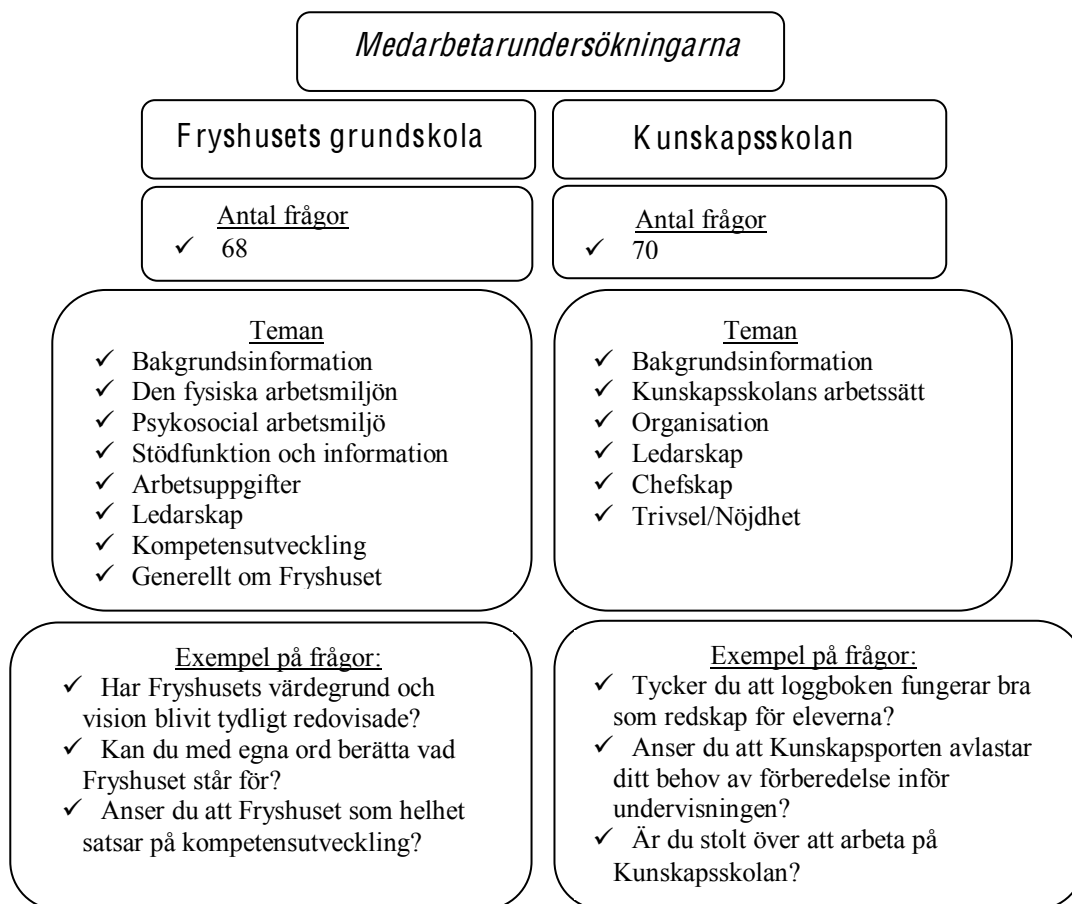 Medarbetarundersökningarna
Fryshusets grundskola
Antal frågor
✓ 68
Teman
✓ Bakgrundsinformation
✓ Den fysiska arbetsmiljön
✓ Psykosocial arbetsmiljö
✓ Stödfunktion och information
✓ Arbetsuppgifter
✓ Ledarskap
✓ Kompetensutveckling
✓ Generellt om Fryshuset
Exempel på frågor:
✓ Har Fryshusets värdegrund och
vision blivit tydligt redovisade?
✓ Kan du med egna ord berätta vad
Fryshuset står för?
✓ Anser du att Fryshuset som helhet
satsar på kompetensutveckling?
Kunskapsskolan
Antal frågor
✓ 70
Teman
✓ Bakgrundsinformation
✓ Kunskapsskolans arbetssätt
✓ Organisation
✓ Ledarskap
✓ Chefskap
✓ Trivsel/Nöjdhet
Exempel på frågor:
✓ Tycker du att loggboken fungerar bra
som redskap för eleverna?
✓ Anser du att Kunskapsporten avlastar
ditt behov av förberedelse inför
undervisningen?
✓ Är du stolt över att arbeta på
Kunskapsskolan?